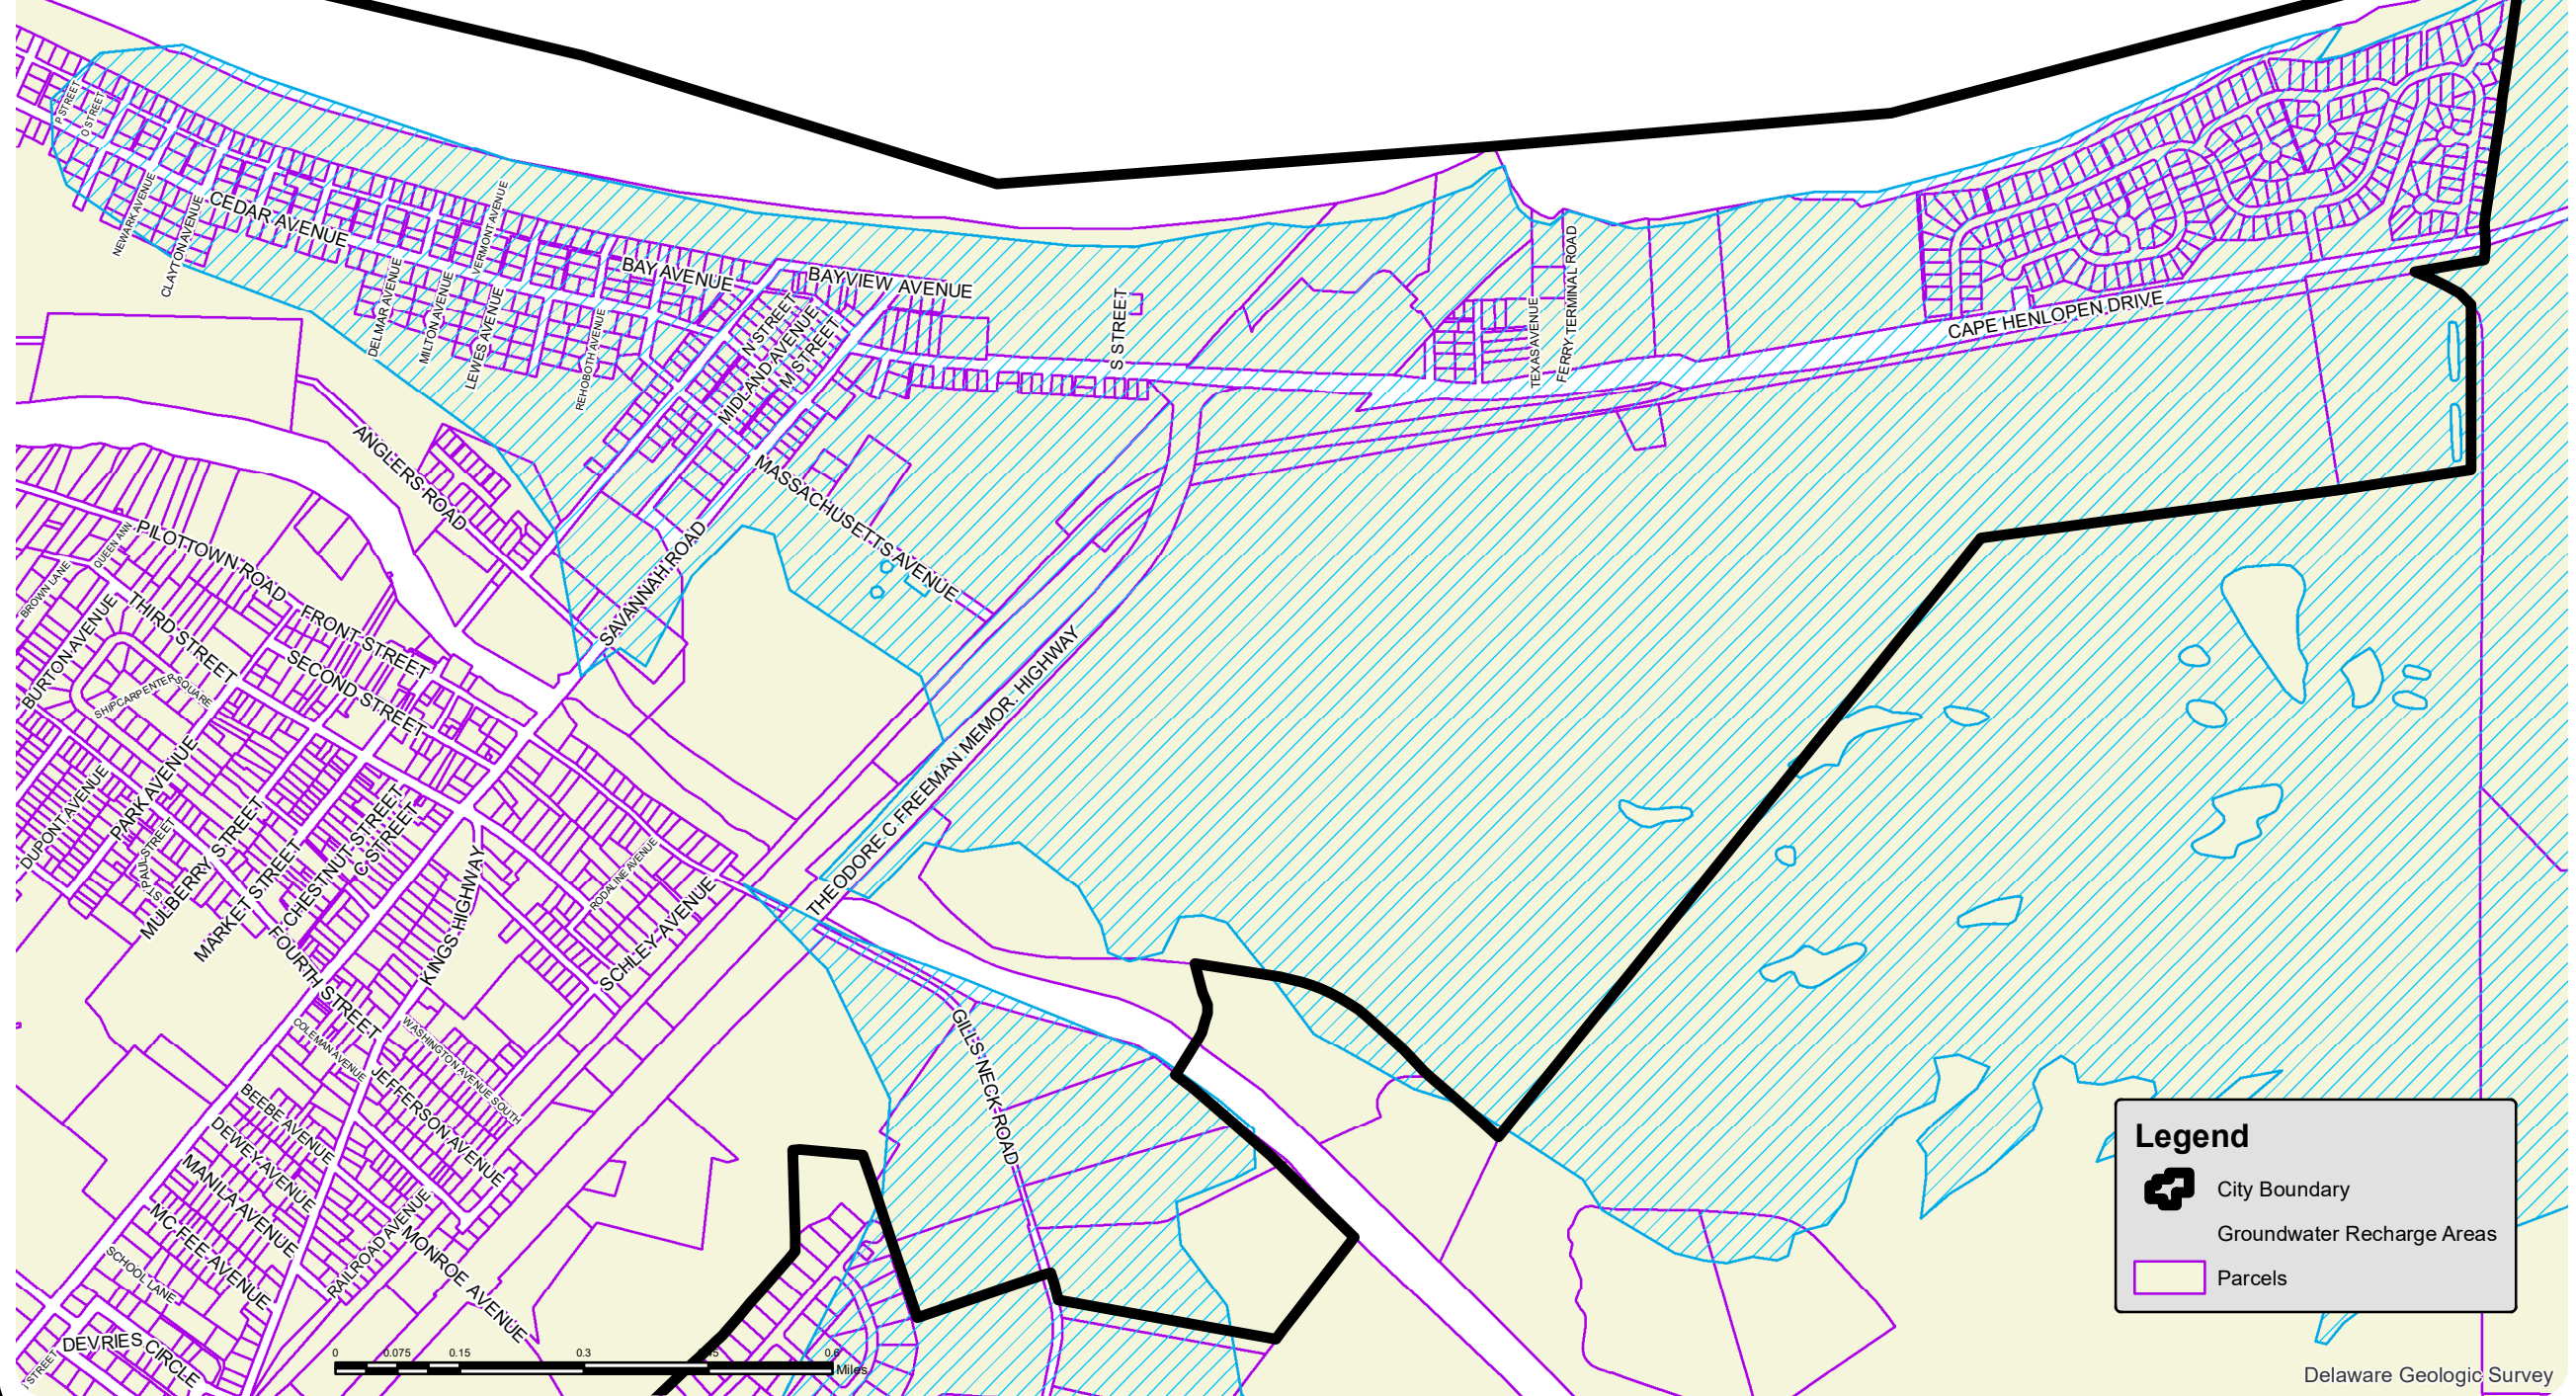 P STREET
O STREET
NEWARK AVENUE
CLAYTON AVENUE
CEDAR AVENUE
DELMAR AVENUE
MILTON AVENUE
VERMONT AVENUE
LEWES AVENUE
REHOBOTH AVENUE
BAY AVENUE
BAYVIEW AVENUE
N STREET
MIDLAND AVENUE
M STREET
S STREET
TEXAS AVENUE
FERRY TERMINAL ROAD
CAPE HENLOPEN DRIVE
ANGLERS ROAD
MASSACHUSETTS AVENUE
SAVANNAH ROAD
PILOTTOWN ROAD
QUEEN ANN
BROWN LANE
BURTON AVENUE
THIRD STREET
FRONT STREET
SECOND STREET
SHIPCARPENTER SQUARE
PARK AVENUE
DUPONT AVENUE
ST PAUL STREET
MULBERRY STREET
MARKET STREET
CHESTNUT STREET
C STREET
KINGS HIGHWAY
FOURTH STREET
RODALINE AVENUE
SCHLEY AVENUE
THEODORE C FREEMAN MEMOR. HIGHWAY
GILLS NECK ROAD
COLEMAN AVENUE
WASHINGTON AVENUE SOUTH
JEFFERSON AVENUE
BEEBE AVENUE
DEWEY AVENUE
MANILA AVENUE
MC FEE AVENUE
RAILROAD AVENUE
MONROE AVENUE
SCHOOL LANE
DEVRIES CIRCLE
STREET
0 0.075 0.15 0.3 0.6
Miles
Legend
City Boundary
Groundwater Recharge Areas
Parcels
Delaware Geologic Survey